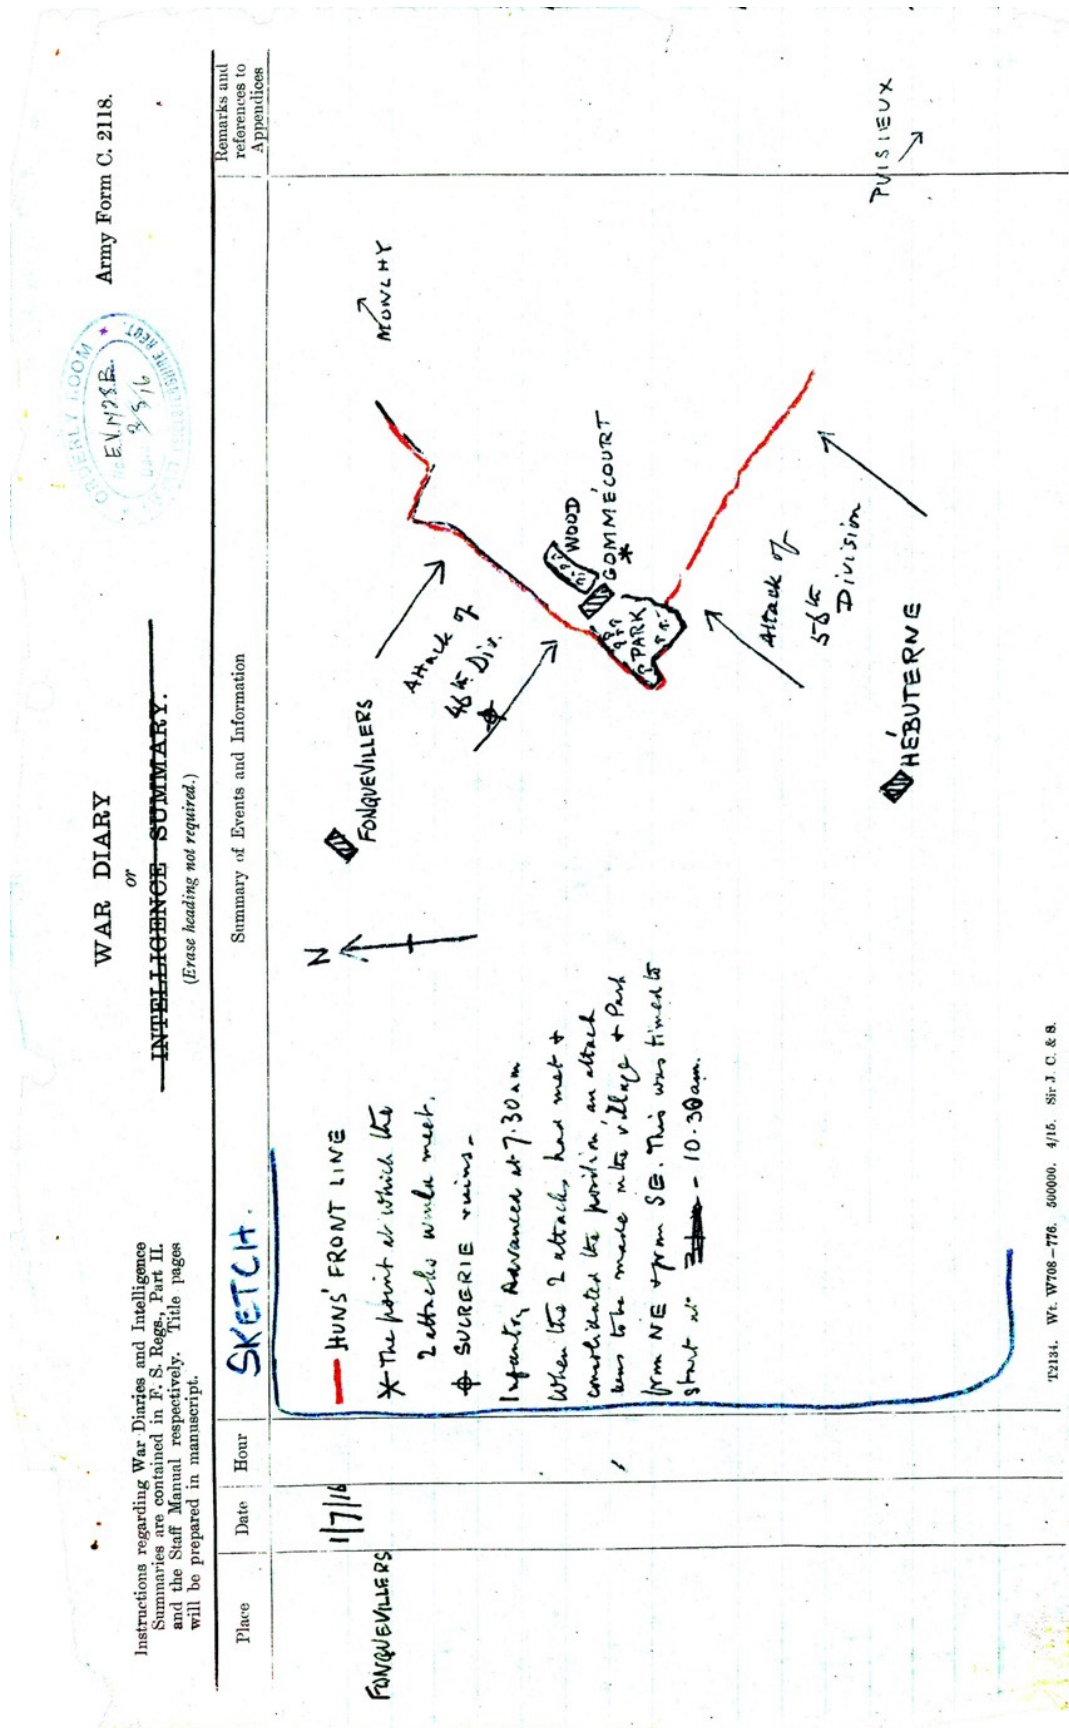 Army Form C. 2118.
WAR DIARY
or
INTELLIGENCE SUMMARY.
(Erase heading not required.)
Instructions regarding War Diaries and Intelligence
Summaries are contained in F. S. Regs., Part II.
and the Staff Manual respectively. Title pages
will be prepared in manuscript.
ORDERLY ROOM
3/5/16
Place
Date
Hour
Summary of Events and Information
Remarks and
references to
Appendices
FONQUEVILLERS
1/7/16
SKETCH.
HUNS' FRONT LINE
* The point at which the
2 attacks would meet.
SUCRERIE ruins -
Infantry Advanced at 7.30 am
When the 2 attacks had met +
consolidated the position, an attack
was to be made in the village + Park
from NE + from SE. This was timed to
start at - 10.30 am.
N
FONQUEVILLERS
Attack of
46th Div.
MONCHY
WOOD
GOMMÉCOURT
*
PARK
Attack of
56th
Division
HÉBUTERNE
PUISIEUX
T2134. Wt. W708—776. 500000. 4/15. Sir J. C. & S.